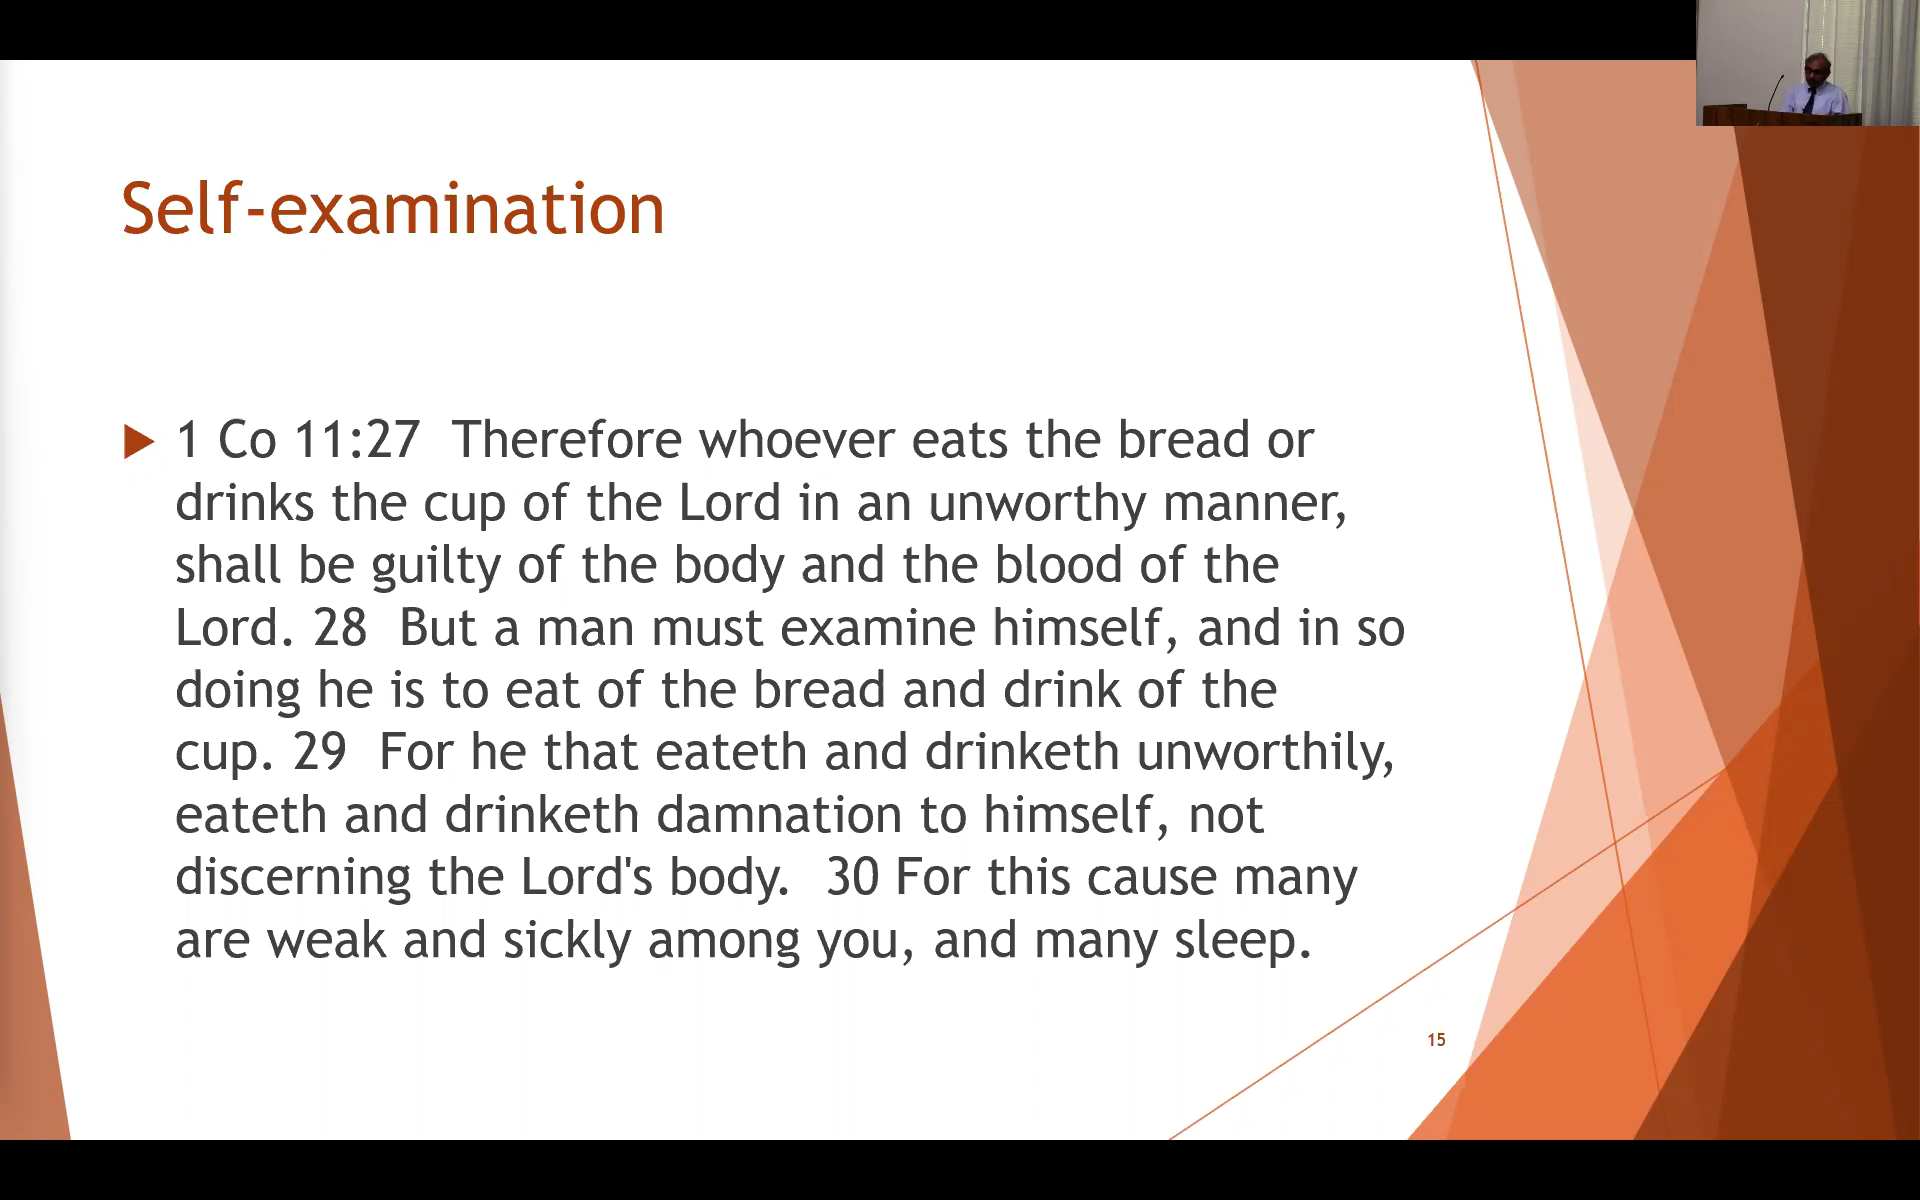 Self-examination
1 Co 11:27  Therefore whoever eats the bread or
drinks the cup of the Lord in an unworthy manner,
shall be guilty of the body and the blood of the
Lord. 28  But a man must examine himself, and in so
doing he is to eat of the bread and drink of the
cup. 29  For he that eateth and drinketh unworthily,
eateth and drinketh damnation to himself, not
discerning the Lord's body.  30 For this cause many
are weak and sickly among you, and many sleep.
15